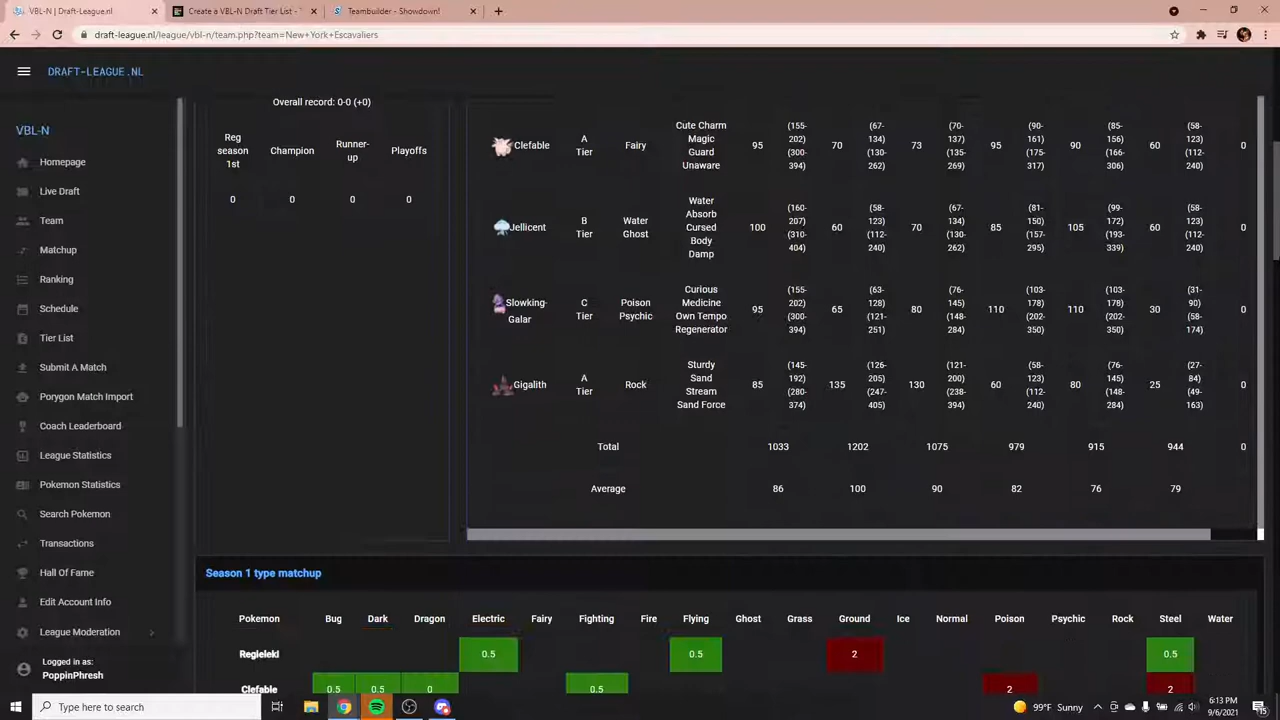 VBL-N | Draft-League.nl
Create a VBL-N Draft Tier List -
Teambuilder - Showdown!
draft-league.nl/league/vbl-n/team.php?team=New+York+Escavaliers
DRAFT-LEAGUE.NL
VBL-N
Homepage
Live Draft
Team
Matchup
Ranking
Schedule
Tier List
Submit A Match
Porygon Match Import
Coach Leaderboard
League Statistics
Pokemon Statistics
Search Pokemon
Transactions
Hall Of Fame
Edit Account Info
League Moderation
Logged in as:
PoppinPhresh
Overall record: 0-0 (+0)
Reg season 1st Champion Runner-up Playoffs
0 0 0 0
Clefable A Tier Fairy Cute Charm Magic Guard Unaware 95 (155-202) (300-394) 70 (67-134) (130-262) 73 (70-137) (135-269) 95 (90-161) (175-317) 90 (85-156) (166-306) 60 (58-123) (112-240) 0
Jellicent B Tier Water Ghost Water Absorb Cursed Body Damp 100 (160-207) (310-404) 60 (58-123) (112-240) 70 (67-134) (130-262) 85 (81-150) (157-295) 105 (99-172) (193-339) 60 (58-123) (112-240) 0
Slowking-Galar C Tier Poison Psychic Curious Medicine Own Tempo Regenerator 95 (155-202) (300-394) 65 (63-128) (121-251) 80 (76-145) (148-284) 110 (103-178) (202-350) 110 (103-178) (202-350) 30 (31-90) (58-174) 0
Gigalith A Tier Rock Sturdy Sand Stream Sand Force 85 (145-192) (280-374) 135 (126-205) (247-405) 130 (121-200) (238-394) 60 (58-123) (112-240) 80 (76-145) (148-284) 25 (27-84) (49-163) 0
Total 1033 1202 1075 979 915 944 0
Average 86 100 90 82 76 79
Season 1 type matchup
Pokemon Bug Dark Dragon Electric Fairy Fighting Fire Flying Ghost Grass Ground Ice Normal Poison Psychic Rock Steel Water
Regieleki 0.5 0.5 2 0.5
Clefable 0.5 0.5 0 0.5 2 2
Type here to search
99°F Sunny
6:13 PM
9/6/2021
15